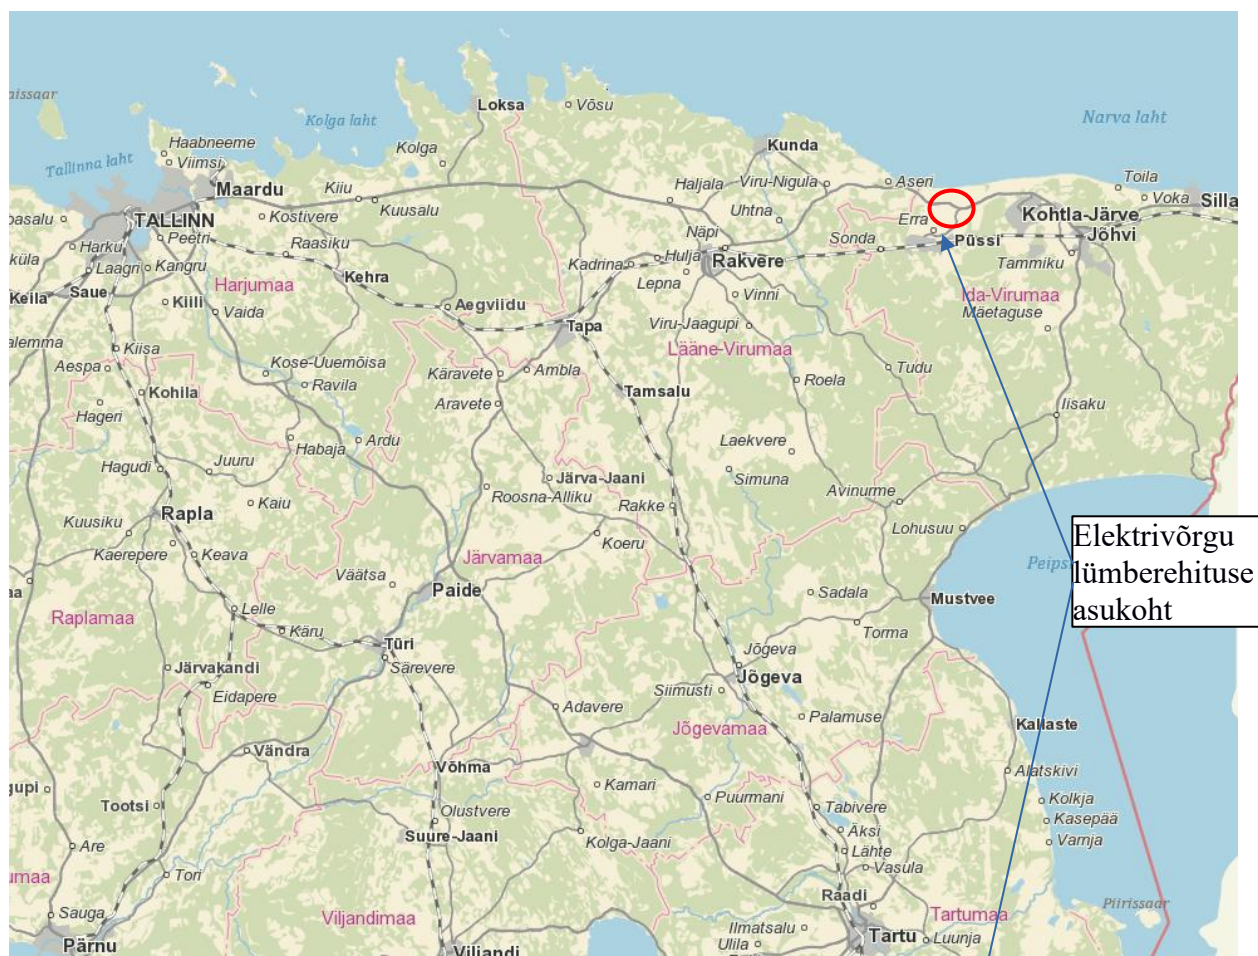 aissaar
Loksa
Võsu
Kolga laht
Narva laht
Haabneeme
Viimsi
Tallinna laht
Kolga
Kunda
Maardu
Kiiu
Kuusalu
Haljala
Viru-Nigula
Aseri
Toila
Voka
Silla
oasalu
TALLINN
Kostivere
Peetri
Uhtna
Erra
Kohtla-Järve
Harku
Raasiku
Näpi
Sonda
Püssi
Jõhvi
küla
Laagri
Kangru
Kehra
Kadrina
Hulja
Rakvere
Tammiku
Keila
Saue
Kiili
Harjumaa
Lepna
Vinni
Ida-Virumaa
Vaida
Aegviidu
Mäetaguse
Tapa
Viru-Jaagupi
alemma
Kiisa
Lääne-Virumaa
Aespa
Kose-Uuemõisa
Käravete
Ambla
Tudu
Kohila
Ravila
Roela
Tamsalu
Hageri
Aravete
Iisaku
Habaja
Ardu
Laekvere
Hagudi
Juuru
Järva-Jaani
Simuna
Roosna-Alliku
Avinurme
Kaiu
Rakke
Rapla
Kuusiku
Lohusuu
Kaerepere
Keava
Koeru
Järvamaa
Elektrivõrgu
lümberehituse
asukoht
Peips
Väätsa
Paide
Sadala
Mustvee
aa
Raplamaa
Lelle
Käru
Torma
Türi
Jõgeva
Särevere
Järvakandi
Jõgeva
Eidapere
Siimusti
Adavere
Palamuse
Jõgevamaa
Kallaste
Vändra
Võhma
Alatskivi
gupi
Kamari
Puurmani
Kolkja
Tootsi
Olustvere
Tabivere
Kasepää
Suure-Jaani
Äksi
Varnja
Are
Kolga-Jaani
Lähte
Vasula
umaa
Tori
Raadi
Piirissaar
Sauga
Viljandimaa
Tartumaa
Ilmatsalu
Pärnu
Tartu
Luunja
Ülila
Viljandi